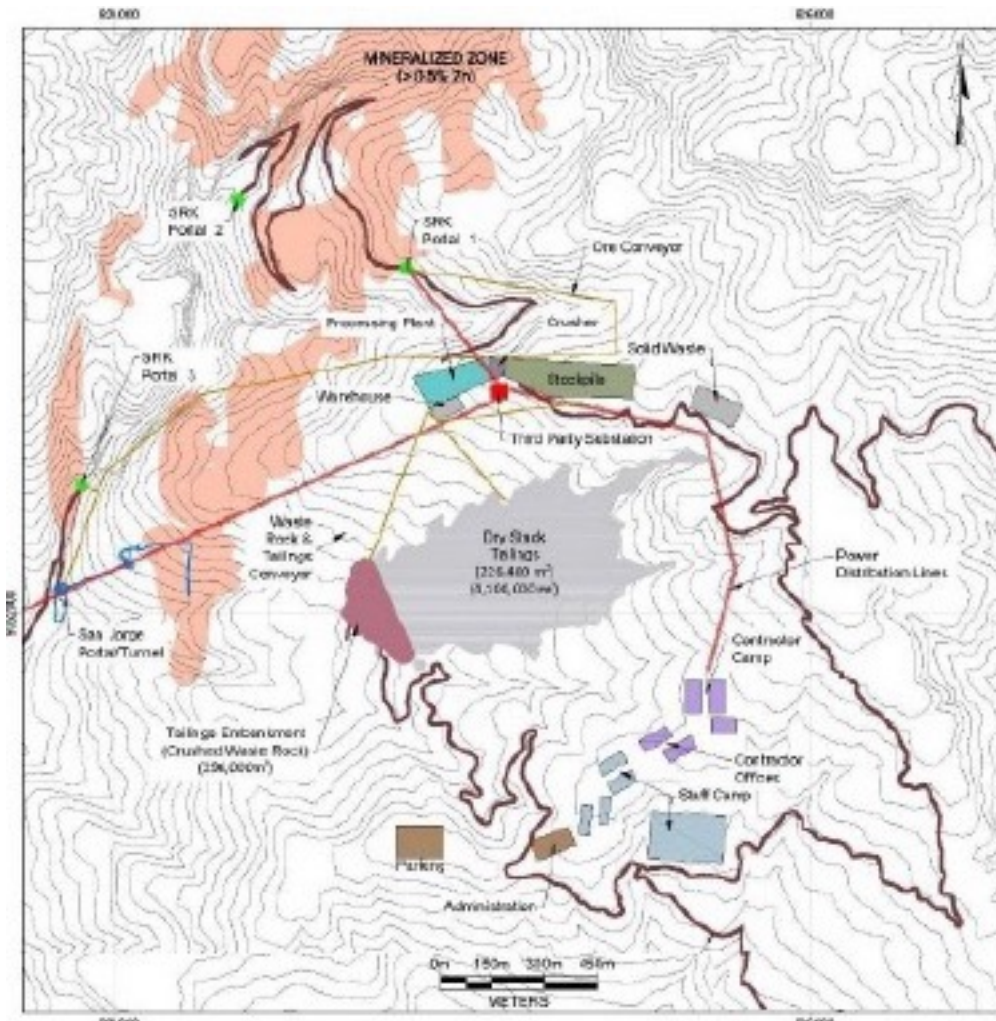 MINERALIZED ZONE
SRK
Portal 2
SRK
Portal 1
Ore Conveyor
Processing Plant
Crusher
SRK
Portal 3
Solid Waste
Stockpile
Warehouse
Third Party Substation
Waste
Rock &
Tailings
Conveyor
Dry Stack
Tailings
Power
Distribution Lines
San Jorge
Portal/Tunnel
Contractor
Camp
Tailings Embankment
(Crushed Waste Rock)
Contractor
Offices
Staff Camp
Parking
Administration
0m
METERS